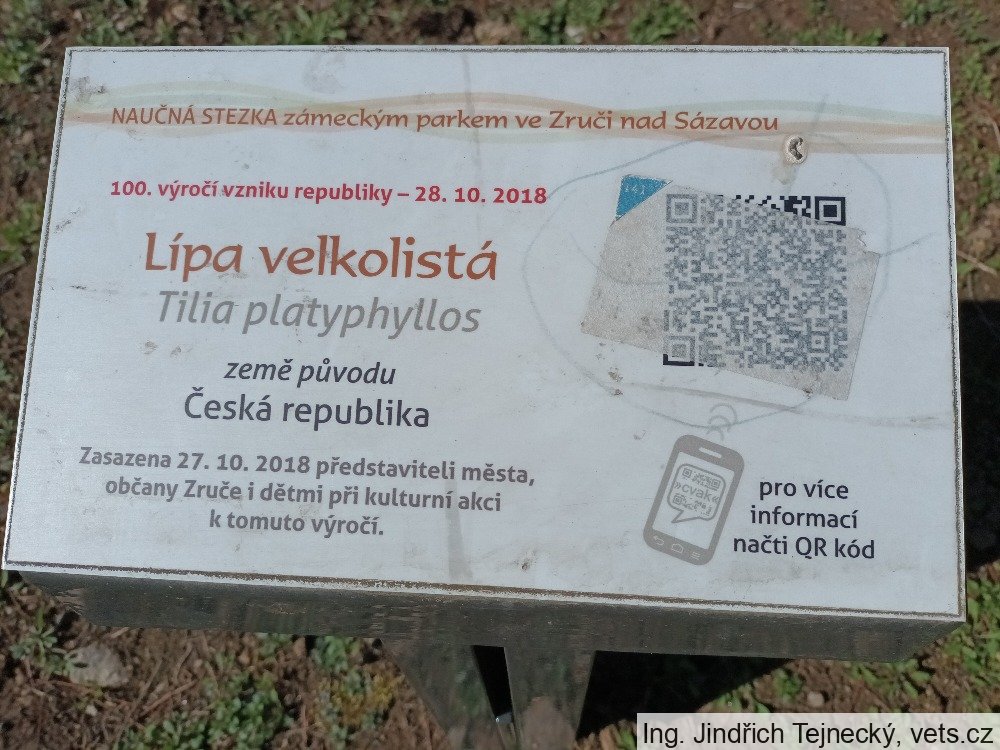 NAUČNÁ STEZKA zámeckým parkem ve Zruči nad Sázavou
100. výročí vzniku republiky – 28. 10. 2018
Lípa velkolistá
Tilia platyphyllos
země původu
Česká republika
Zasazena 27. 10. 2018 představiteli města,
občany Zruče i dětmi při kulturní akci
k tomuto výročí.
141
»cvak«
pro více
informací
načti QR kód
Ing. Jindřich Tejnecký, vets.cz